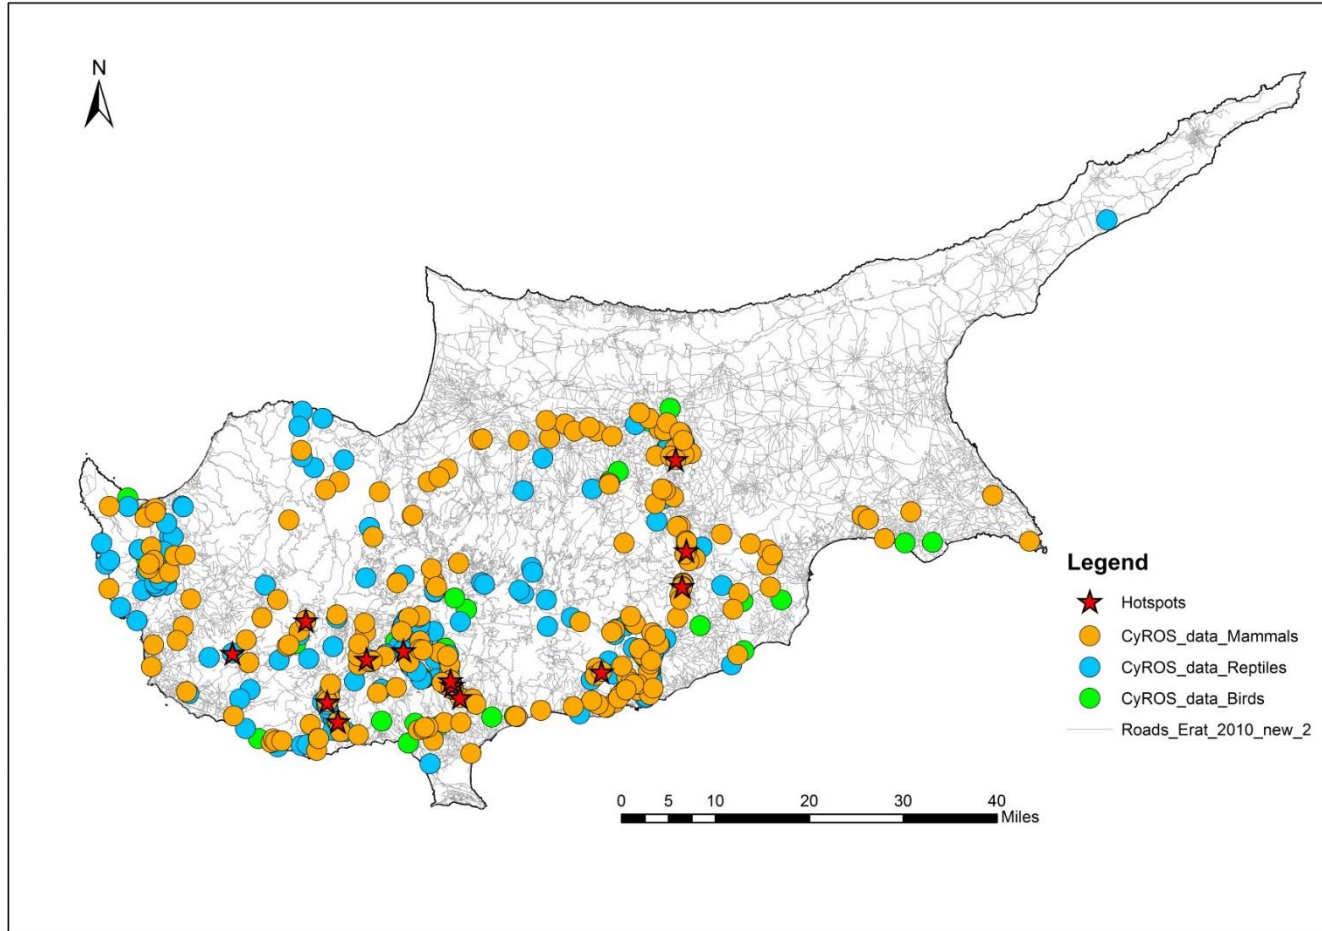 N
Legend
Hotspots
CyROS_data_Mammals
CyROS_data_Reptiles
CyROS_data_Birds
Roads_Erat_2010_new_2
0 5 10 20 30 40
Miles